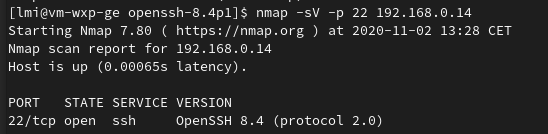 [lmi@vm-wxp-ge openssh-8.4p1]$ nmap -sV -p 22 192.168.0.14
Starting Nmap 7.80 ( https://nmap.org ) at 2020-11-02 13:28 CET
Nmap scan report for 192.168.0.14
Host is up (0.00065s latency).
PORT   STATE SERVICE VERSION
22/tcp open  ssh     OpenSSH 8.4 (protocol 2.0)